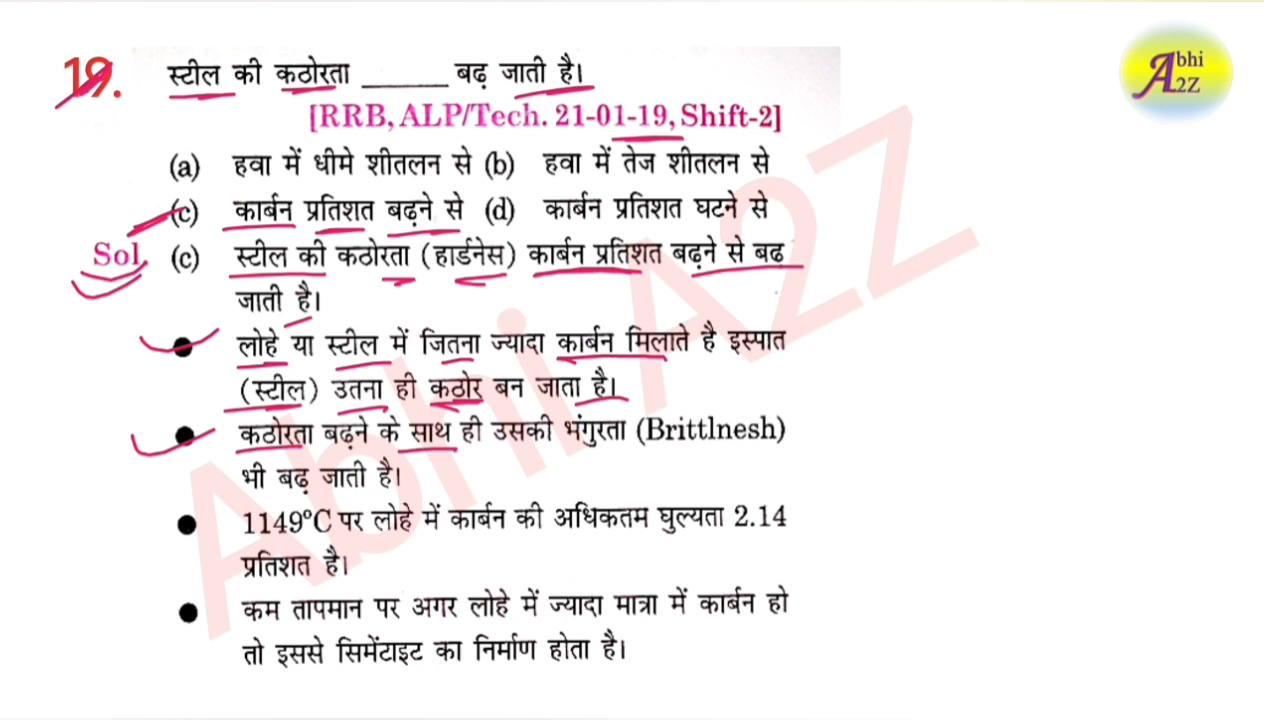 Abhi
A2Z
19. स्टील की कठोरता ______ बढ़ जाती है।
[RRB, ALP/Tech. 21-01-19, Shift-2]
(a) हवा में धीमे शीतलन से (b) हवा में तेज शीतलन से
(c) कार्बन प्रतिशत बढ़ने से (d) कार्बन प्रतिशत घटने से
Sol. (c) स्टील की कठोरता (हार्डनेस) कार्बन प्रतिशत बढ़ने से बढ
जाती है।
● लोहे या स्टील में जितना ज्यादा कार्बन मिलाते है इस्पात
(स्टील) उतना ही कठोर बन जाता है।
● कठोरता बढ़ने के साथ ही उसकी भंगुरता (Brittlnesh)
भी बढ़ जाती है।
● 1149°C पर लोहे में कार्बन की अधिकतम घुल्यता 2.14
प्रतिशत है।
● कम तापमान पर अगर लोहे में ज्यादा मात्रा में कार्बन हो
तो इससे सिमेंटाइट का निर्माण होता है।
Abhi A2Z